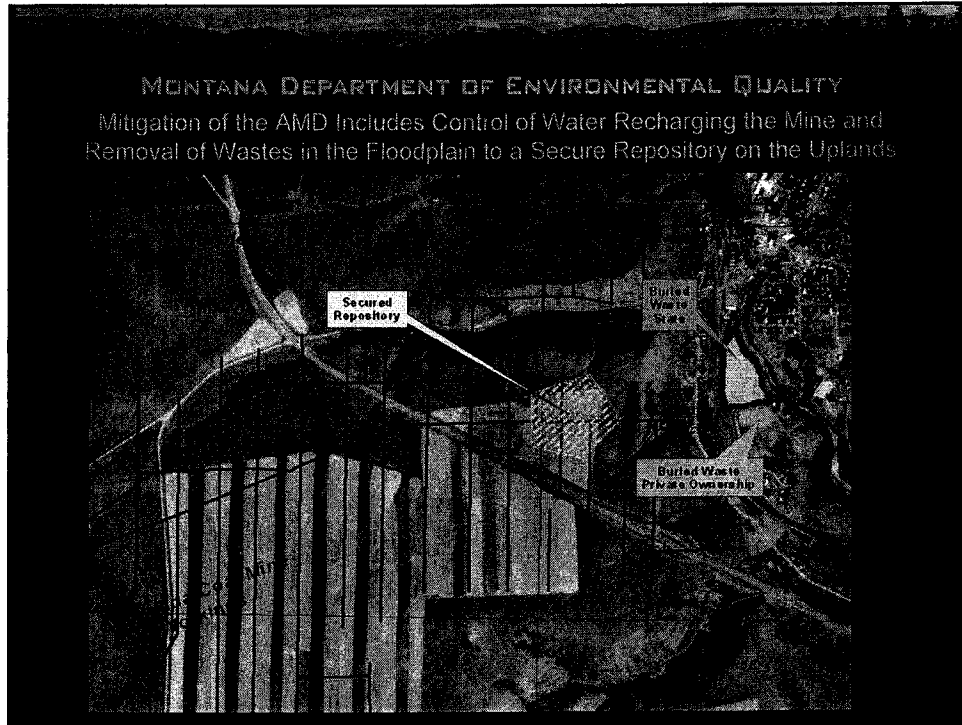 MONTANA DEPARTMENT OF ENVIRONMENTAL QUALITY
Mitigation of the AMD Includes Control of Water Recharging the Mine and
Removal of Wastes in the Floodplain to a Secure Repository on the Uplands
Secured
Repository
Buried
Waste
State
Buried Waste
Private Ownership